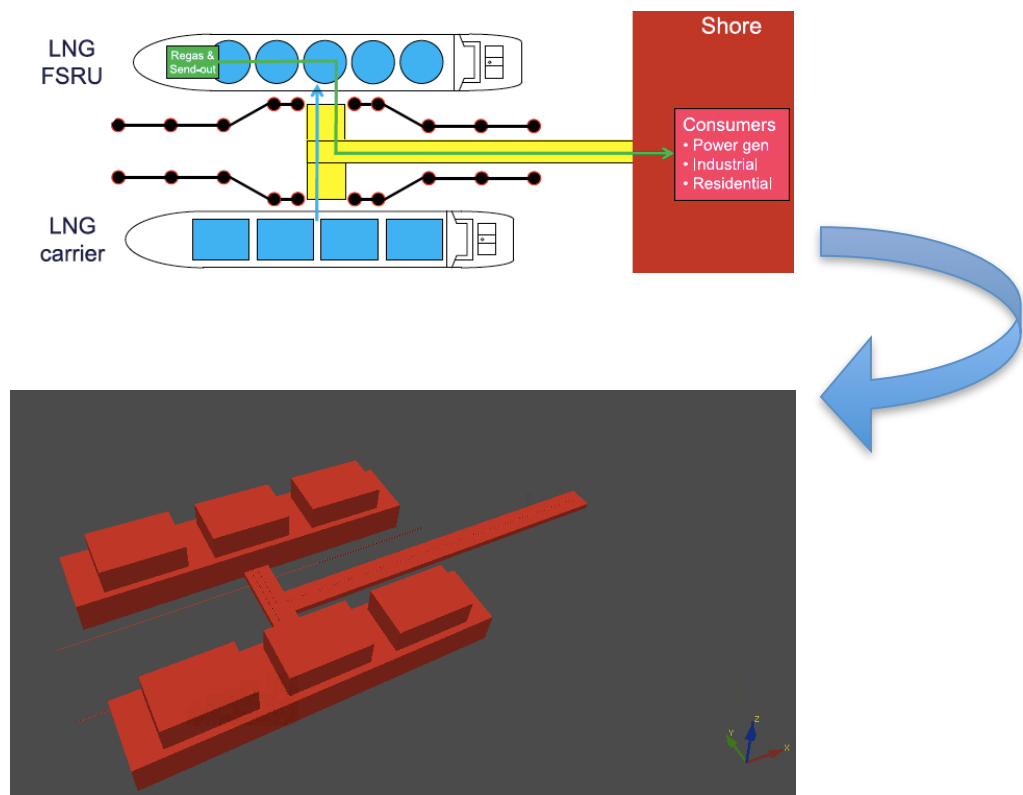 LNG
FSRU
Regas &
Send-out
Shore
Consumers
• Power gen
• Industrial
• Residential
LNG
carrier
Z
Y
X